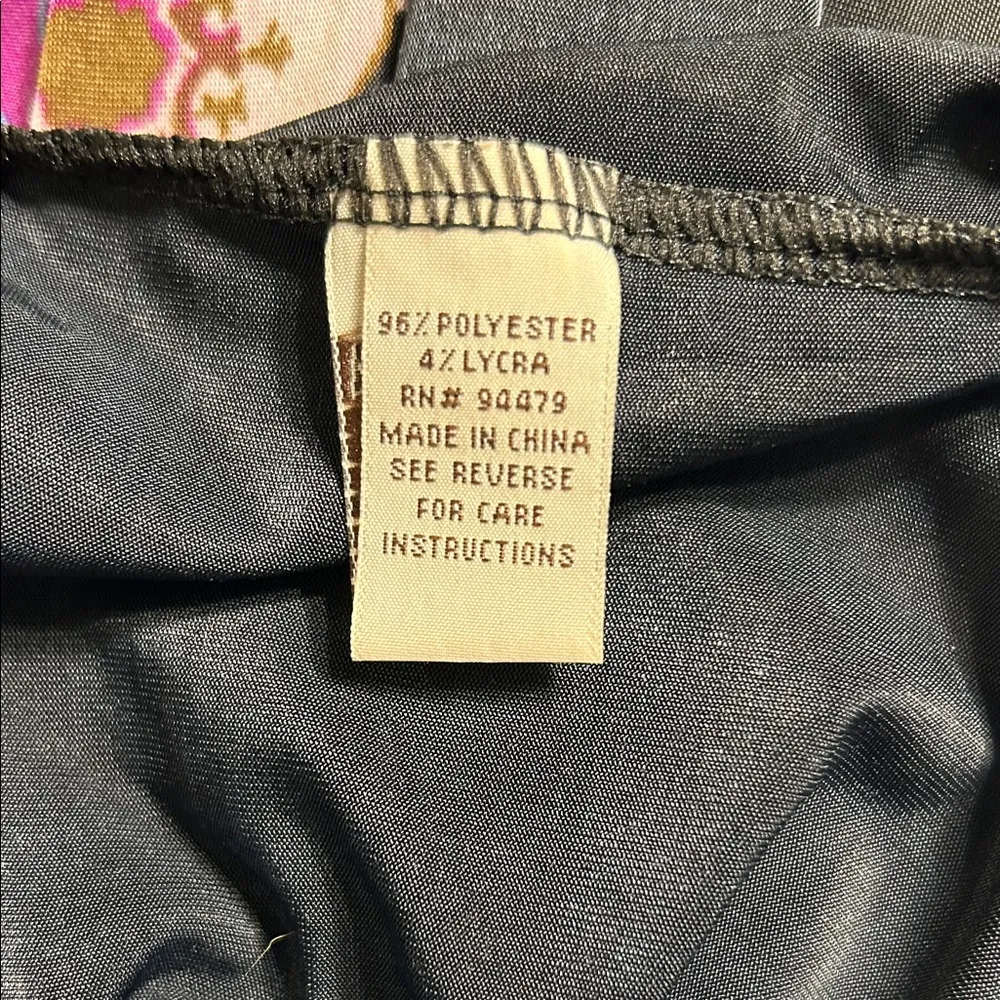 96% POLYESTER
4% LYCRA
RN# 94479
MADE IN CHINA
SEE REVERSE
FOR CARE
INSTRUCTIONS